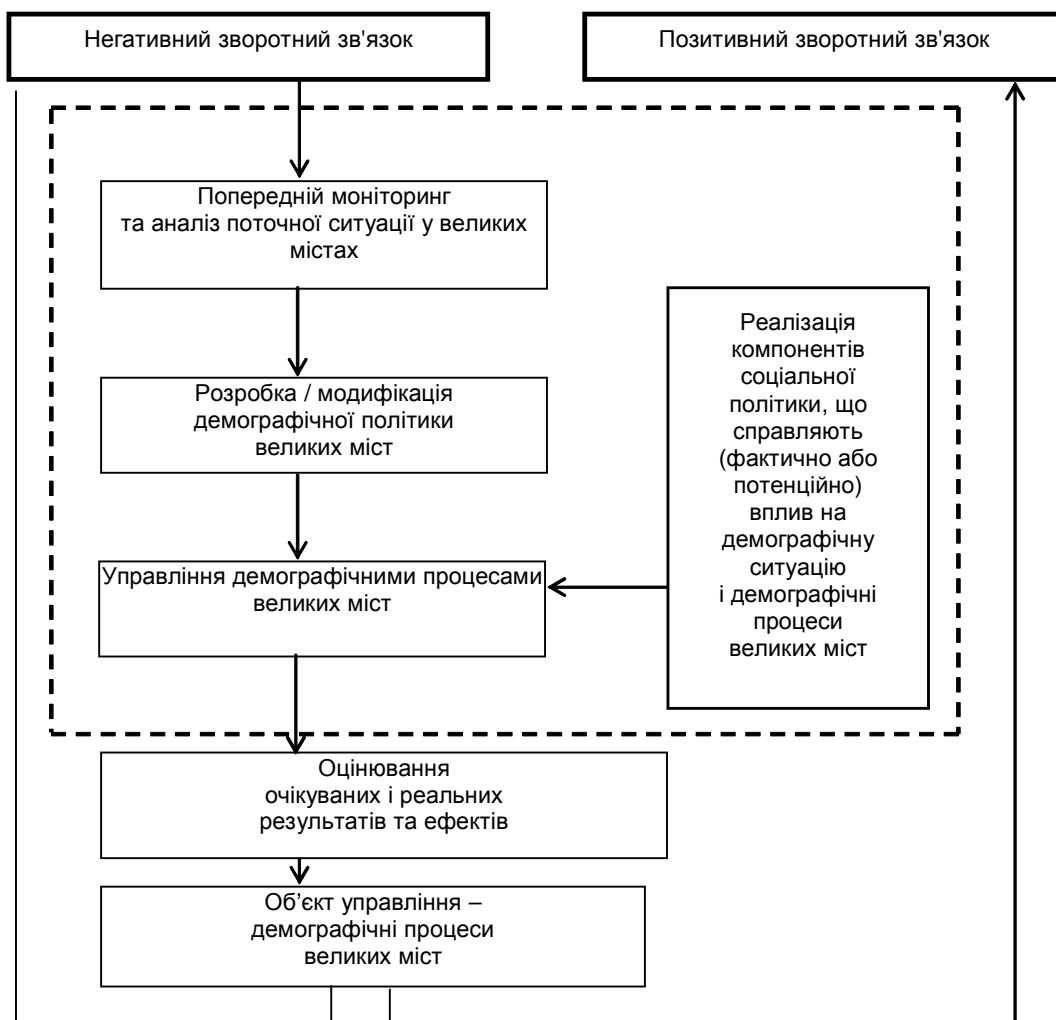 Негативний зворотний зв'язок
Позитивний зворотний зв'язок
Попередній моніторинг
та аналіз поточної ситуації у великих
містах
Розробка / модифікація
демографічної політики
великих міст
Управління демографічними процесами
великих міст
Реалізація
компонентів
соціальної
політики, що
справляють
(фактично або
потенційно)
вплив на
демографічну
ситуацію
і демографічні
процеси
великих міст
Оцінювання
очікуваних і реальних
результатів та ефектів
Об’єкт управління –
демографічні процеси
великих міст